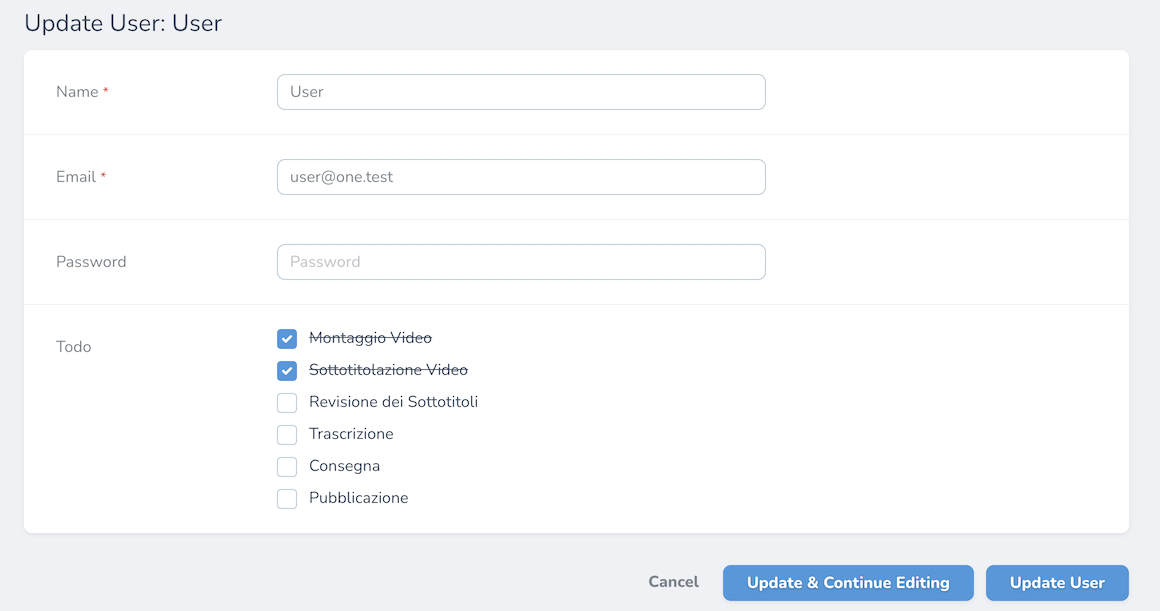 Update User: User
Name *
User
Email *
user@one.test
Password
Password
Todo
Montaggio Video
Sottotitolazione Video
Revisione dei Sottotitoli
Trascrizione
Consegna
Pubblicazione
Cancel
Update & Continue Editing
Update User